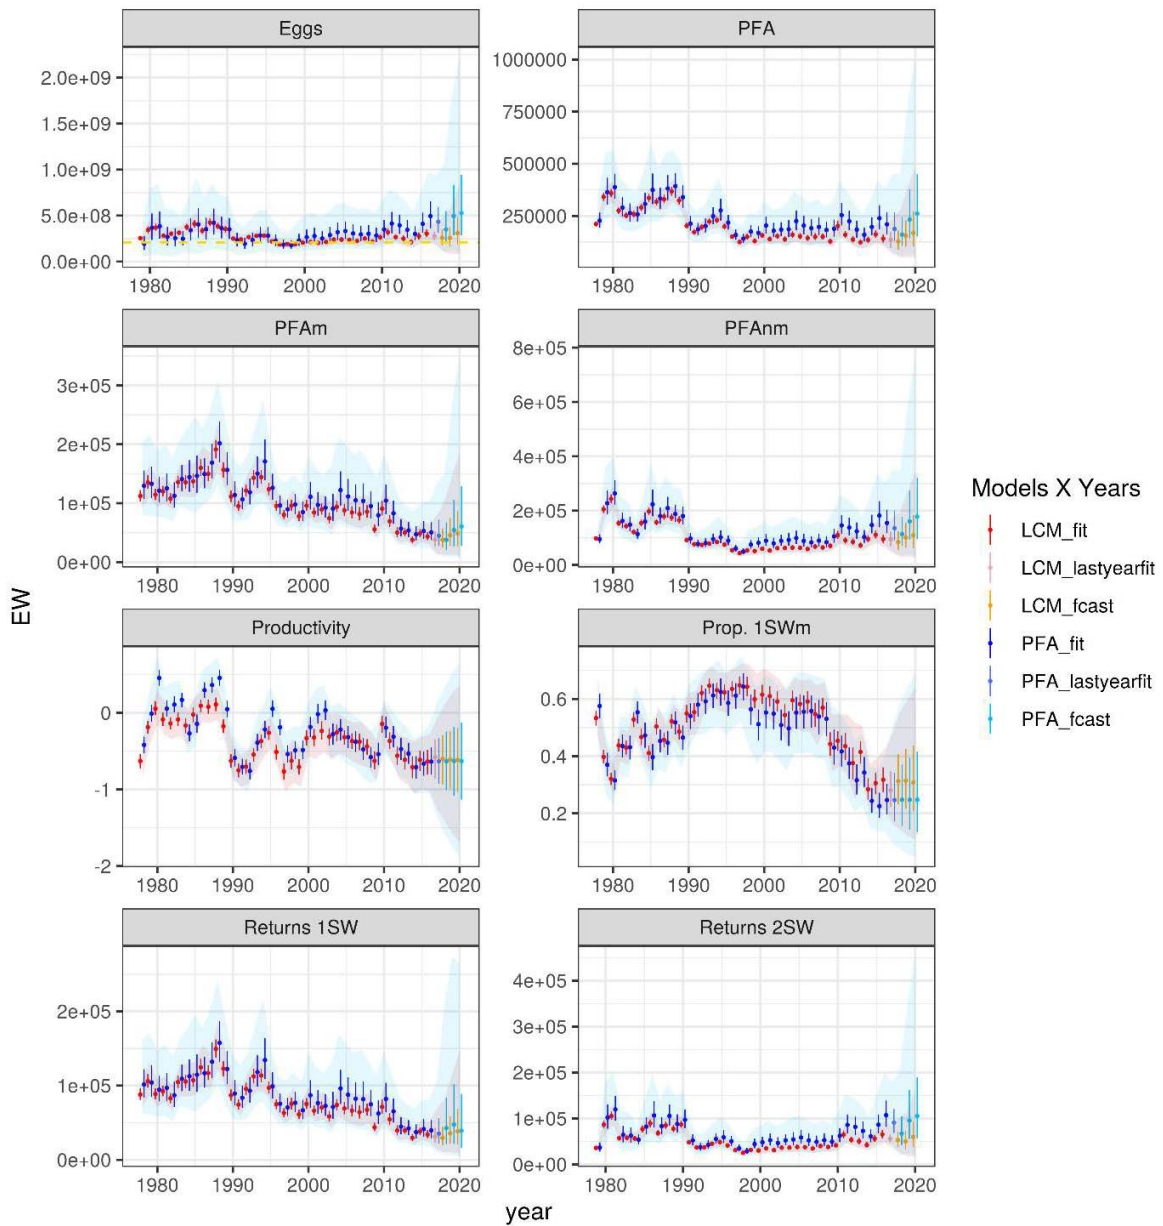 Eggs
PFA
2.0e+09
1.5e+09
1.0e+09
5.0e+08
0.0e+00
1000000
750000
500000
250000
1980 1990 2000 2010 2020
1980 1990 2000 2010 2020
PFAm
PFAnm
3e+05
2e+05
1e+05
0e+00
8e+05
6e+05
4e+05
2e+05
0e+00
1980 1990 2000 2010 2020
1980 1990 2000 2010 2020
Productivity
Prop. 1SWm
0
-1
-2
0.6
0.4
0.2
1980 1990 2000 2010 2020
1980 1990 2000 2010 2020
Returns 1SW
Returns 2SW
2e+05
1e+05
0e+00
4e+05
3e+05
2e+05
1e+05
0e+00
1980 1990 2000 2010 2020
1980 1990 2000 2010 2020
EW
year
Models X Years
LCM_fit
LCM_lastyearfit
LCM_fcast
PFA_fit
PFA_lastyearfit
PFA_fcast